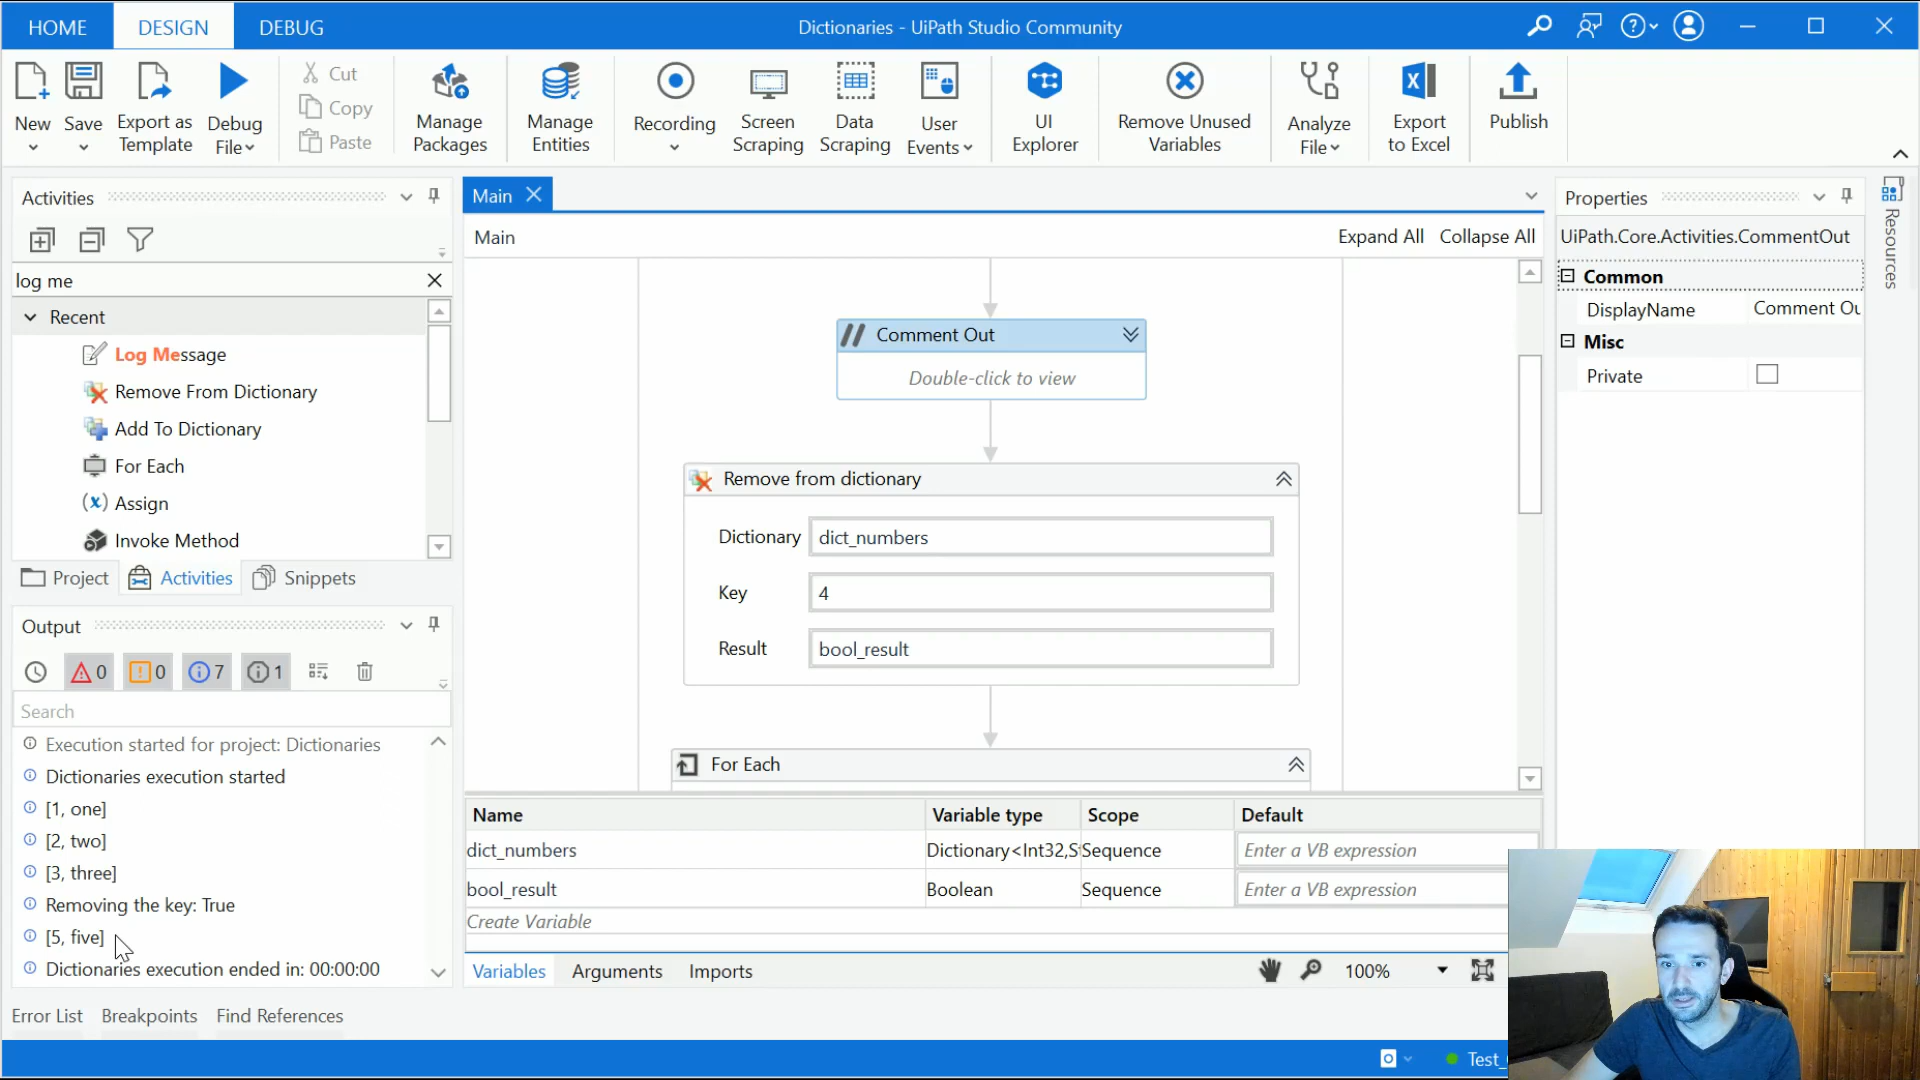 HOME DESIGN DEBUG
Dictionaries - UiPath Studio Community
New
Save
Export as Template
Debug File
Cut
Copy
Paste
Manage Packages
Manage Entities
Recording
Screen Scraping
Data Scraping
User Events
UI Explorer
Remove Unused Variables
Analyze File
Export to Excel
Publish
Activities
log me
Recent
Log Message
Remove From Dictionary
Add To Dictionary
For Each
Assign
Invoke Method
Project Activities Snippets
Output
0 0 7 1
Search
Execution started for project: Dictionaries
Dictionaries execution started
[1, one]
[2, two]
[3, three]
Removing the key: True
[5, five]
Dictionaries execution ended in: 00:00:00
Error List Breakpoints Find References
Main
Main Expand All Collapse All
// Comment Out
Double-click to view
Remove from dictionary
Dictionary dict_numbers
Key 4
Result bool_result
For Each
Name Variable type Scope Default
dict_numbers Dictionary<Int32,S Sequence Enter a VB expression
bool_result Boolean Sequence Enter a VB expression
Create Variable
Variables Arguments Imports 100%
Properties
UiPath.Core.Activities.CommentOut
Common
DisplayName Comment Ou
Misc
Private
Resources
Test_